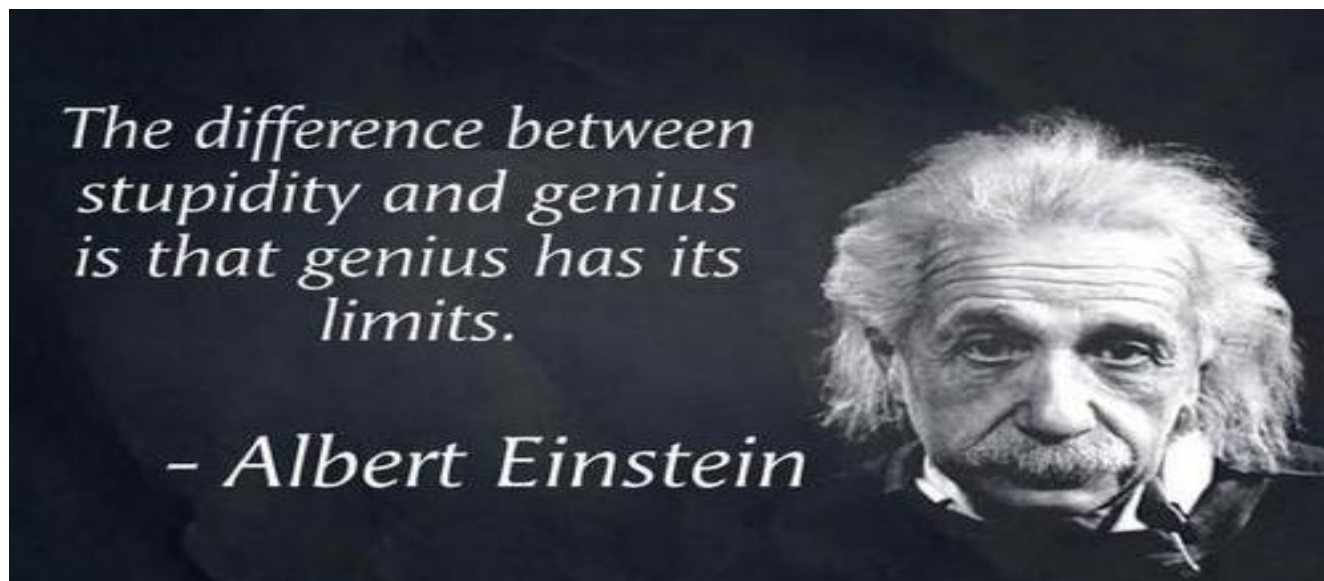 The difference between
stupidity and genius
is that genius has its
limits.
- Albert Einstein